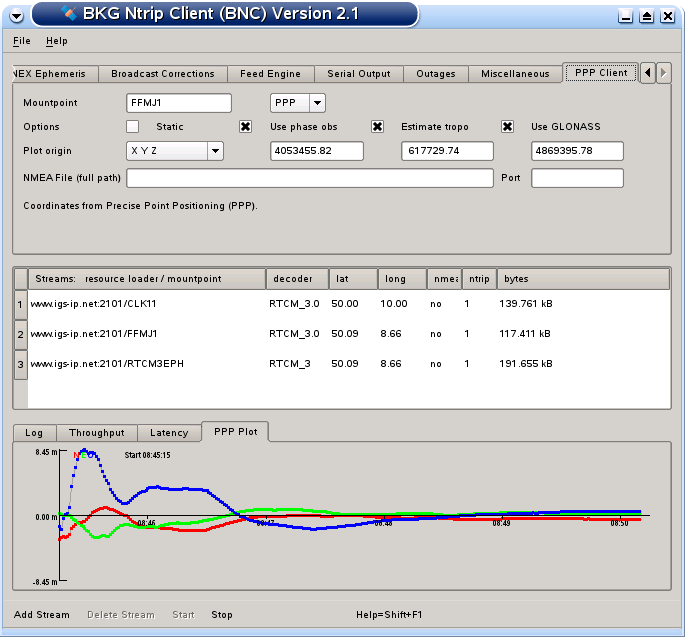 BKG Ntrip Client (BNC) Version 2.1
File Help
NEX Ephemeris Broadcast Corrections Feed Engine Serial Output Outages Miscellaneous PPP Client
Mountpoint FFMJ1 PPP
Options Static Use phase obs Estimate tropo Use GLONASS
Plot origin X Y Z 4053455.82 617729.74 4869395.78
NMEA File (full path) Port
Coordinates from Precise Point Positioning (PPP).
Streams: resource loader / mountpoint decoder lat long nmea ntrip bytes
1 www.igs-ip.net:2101/CLK11 RTCM_3.0 50.00 10.00 no 1 139.761 kB
2 www.igs-ip.net:2101/FFMJ1 RTCM_3.0 50.09 8.66 no 1 117.411 kB
3 www.igs-ip.net:2101/RTCM3EPH RTCM_3 50.09 8.66 no 1 191.655 kB
Log Throughput Latency PPP Plot
8.45 m N E U Start 08:45:15
0.00 m 08:46 08:47 08:48 08:49 08:50
-8.45 m
Add Stream Delete Stream Start Stop Help=Shift+F1